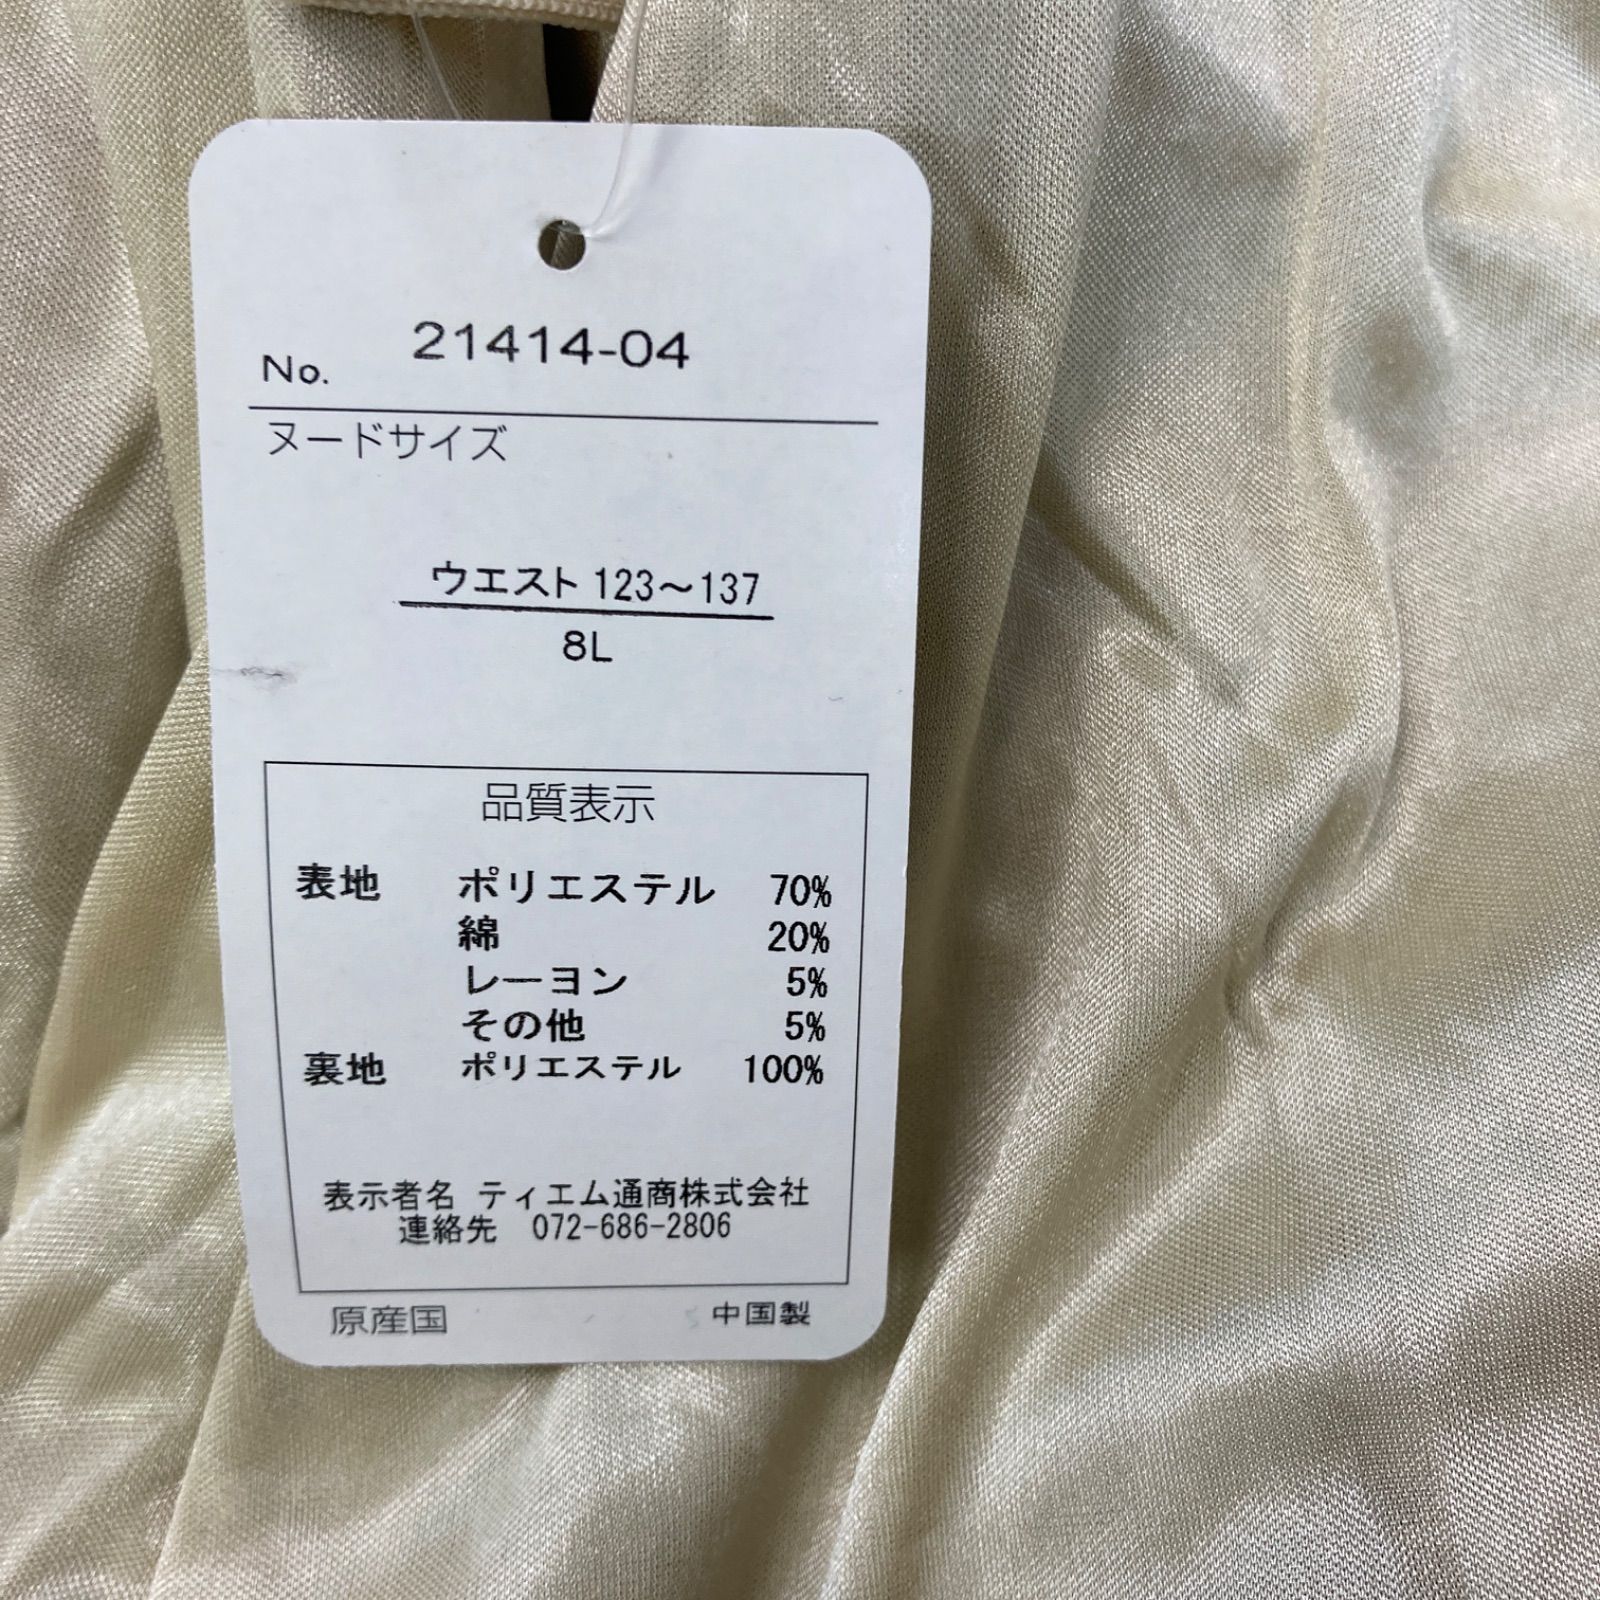 No. 21414-04
ヌードサイズ
ウエスト 123～137
8L
品質表示
表地 ポリエステル 70%
綿 20%
レーヨン 5%
その他 5%
裏地 ポリエステル 100%
表示者名 ティエム通商株式会社
連絡先 072-686-2806
原産国 中国製